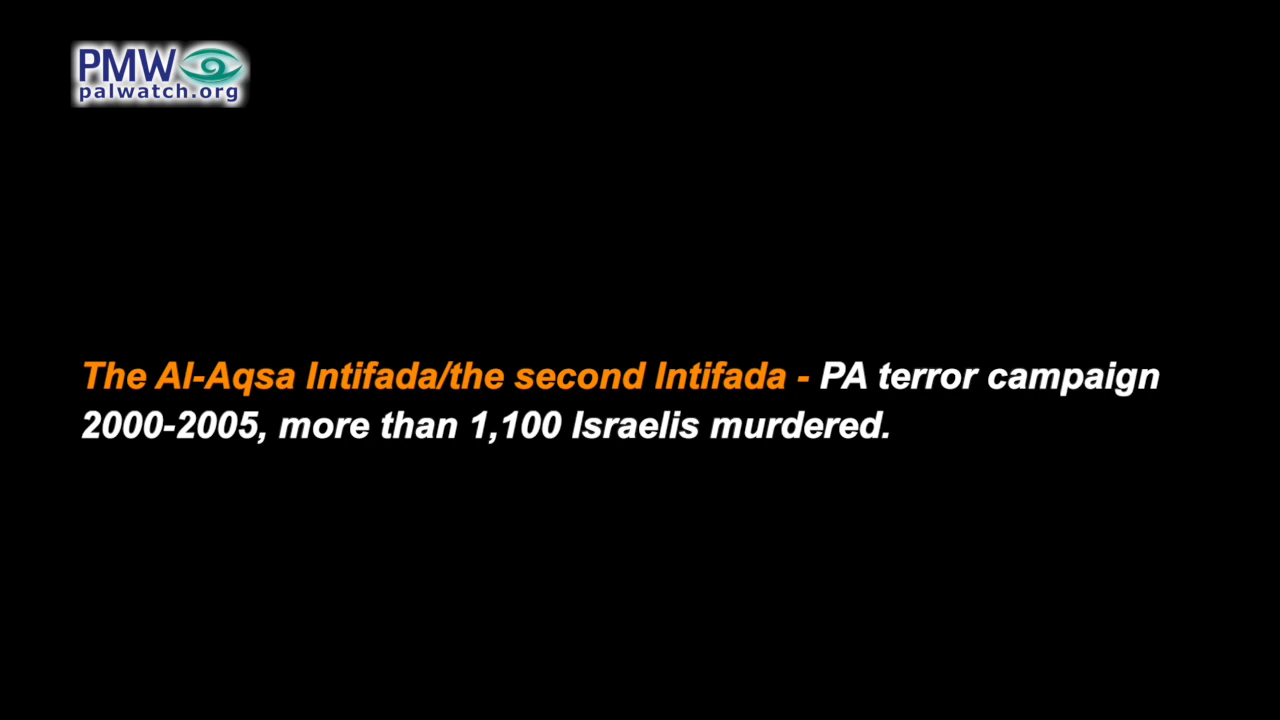 PMW
palwatch.org
The Al-Aqsa Intifada/the second Intifada - PA terror campaign
2000-2005, more than 1,100 Israelis murdered.